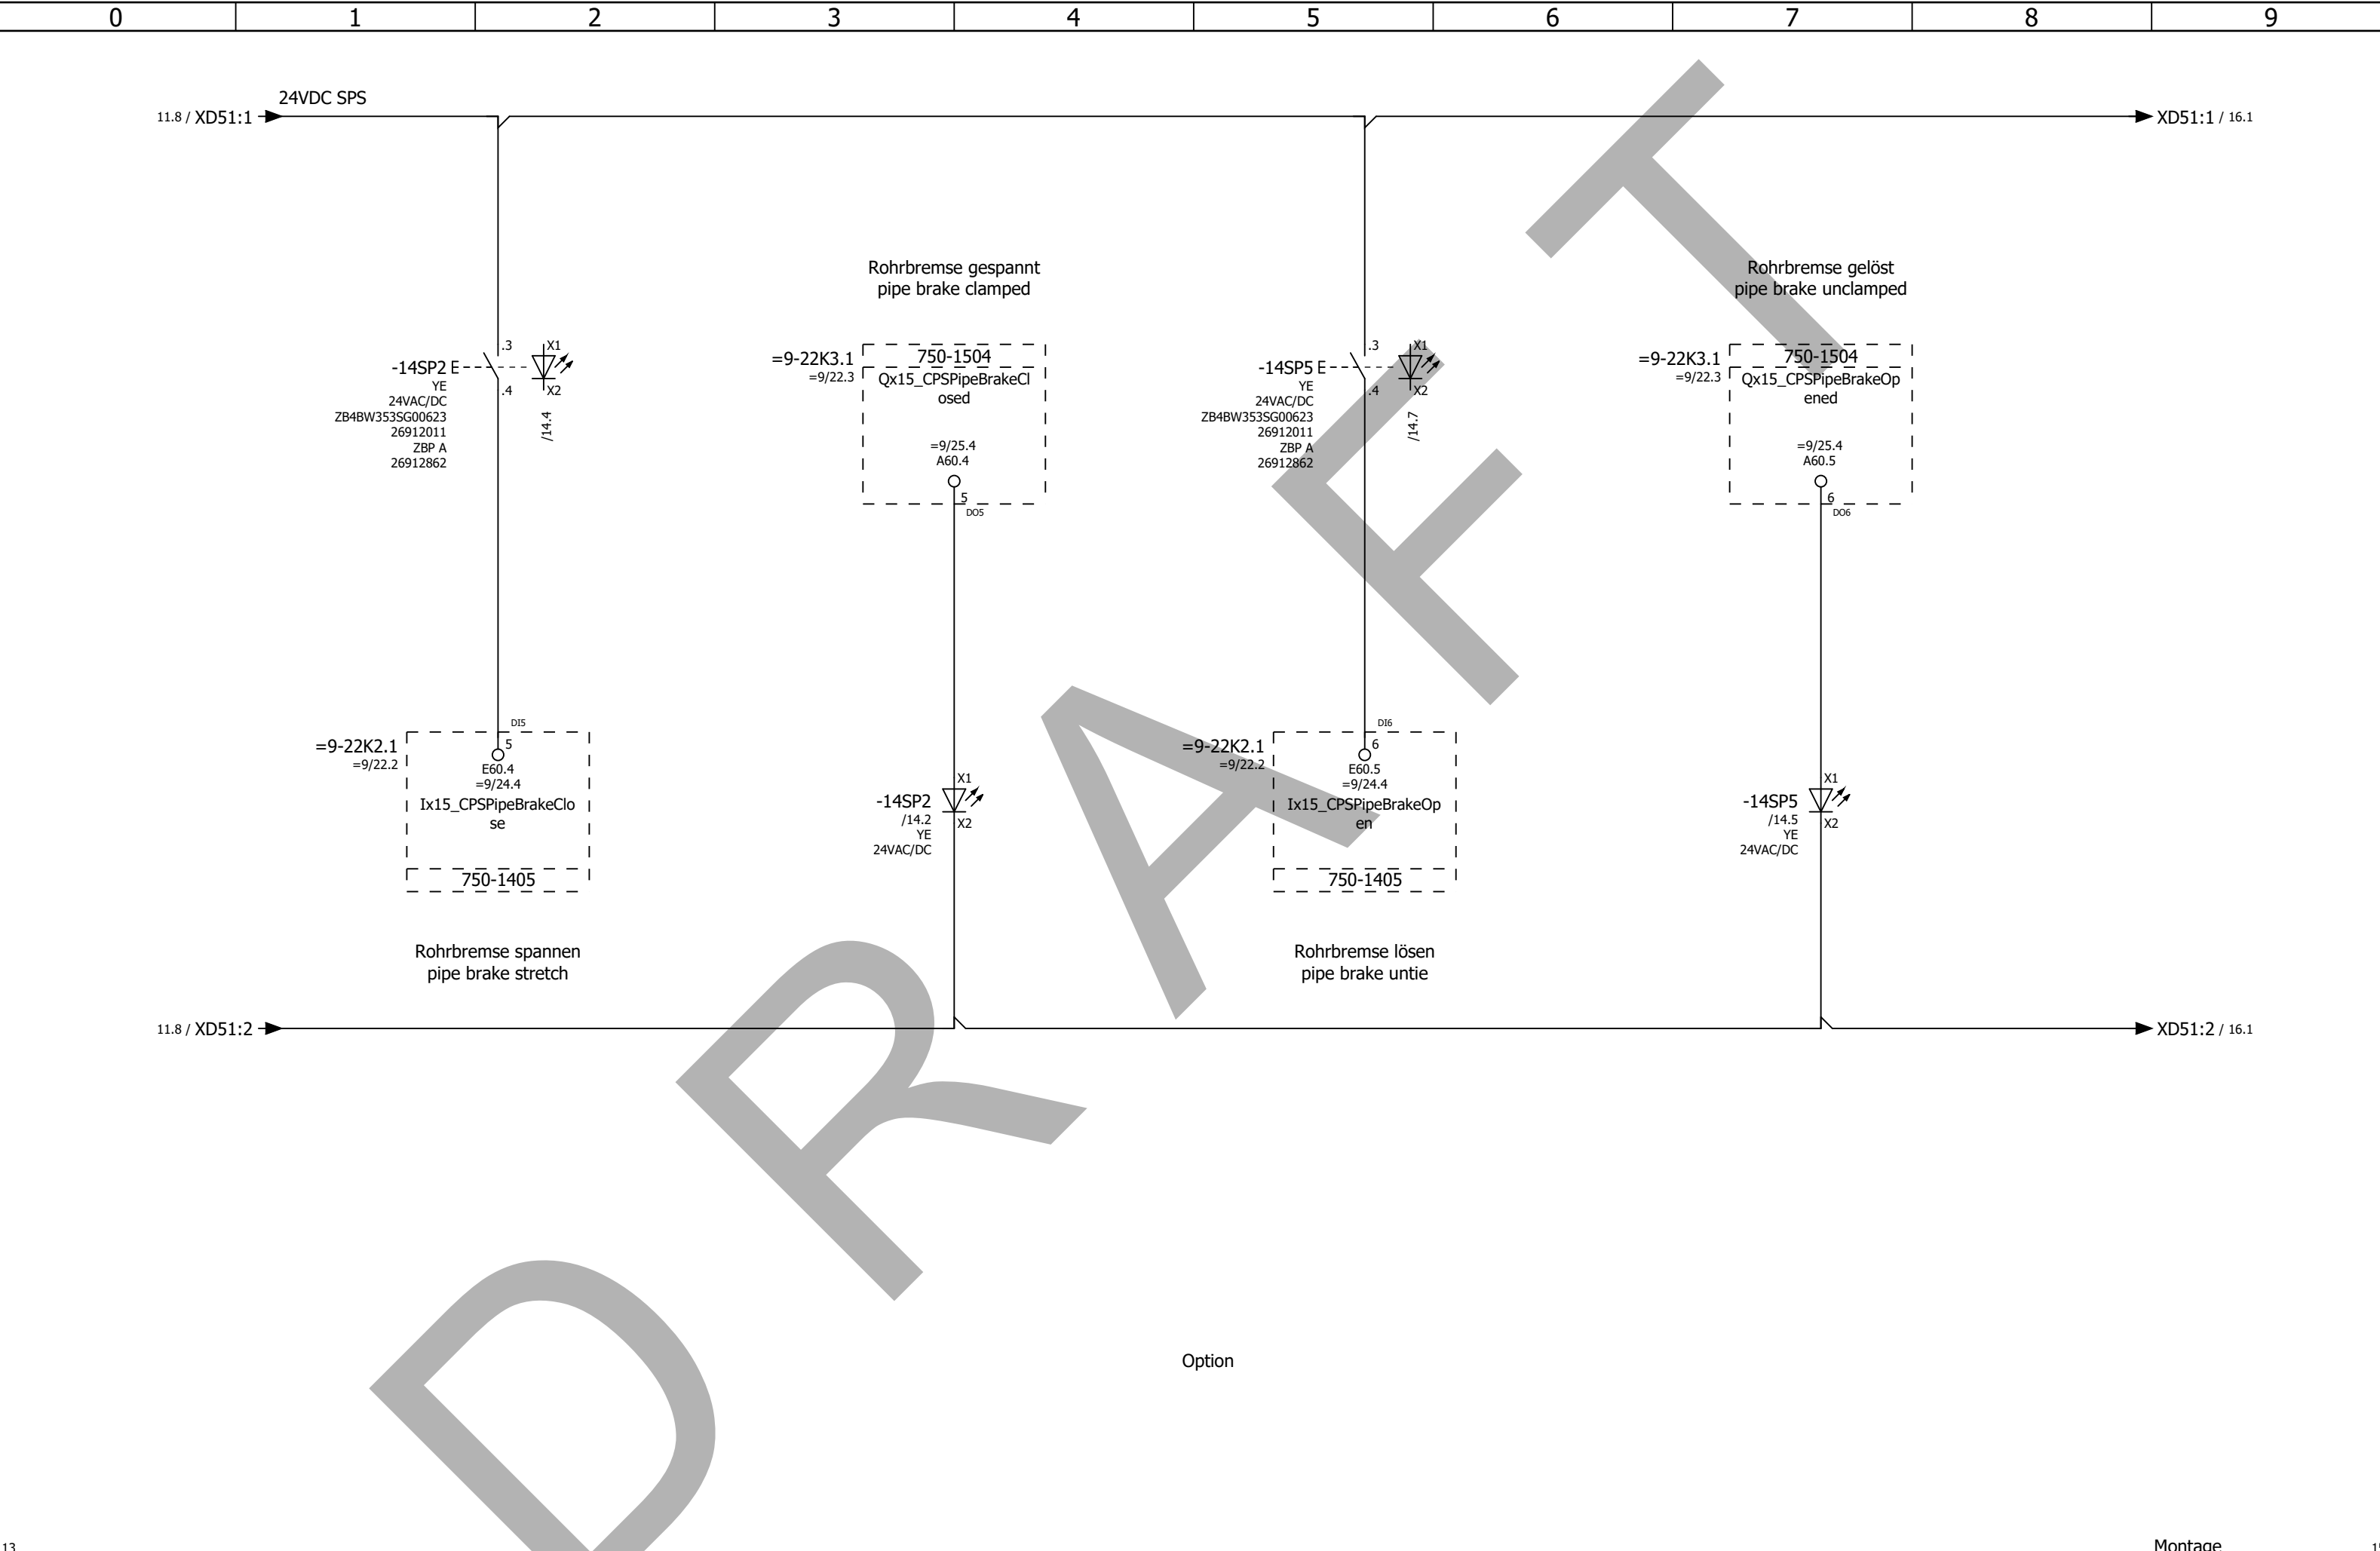 0 1 2 3 4 5 6 7 8 9
24VDC SPS
11.8 / XD51:1
XD51:1 / 16.1
Rohrbremse gespannt
pipe brake clamped
Rohrbremse gelöst
pipe brake unclamped
-14SP2
YE
24VAC/DC
ZB4BW353SG00623
26912011
ZBP A
26912862
.3
.4
X1
X2
/14.4
=9-22K3.1
=9/22.3
750-1504
Qx15_CPSPipeBrakeCl
osed
=9/25.4
A60.4
5
DO5
-14SP5
YE
24VAC/DC
ZB4BW353SG00623
26912011
ZBP A
26912862
.3
.4
X1
X2
/14.7
=9-22K3.1
=9/22.3
750-1504
Qx15_CPSPipeBrakeOp
ened
=9/25.4
A60.5
6
DO6
=9-22K2.1
=9/22.2
DI5
5
E60.4
=9/24.4
Ix15_CPSPipeBrakeClo
se
750-1405
-14SP2
/14.2
YE
24VAC/DC
X1
X2
=9-22K2.1
=9/22.2
DI6
6
E60.5
=9/24.4
Ix15_CPSPipeBrakeOp
en
750-1405
-14SP5
/14.5
YE
24VAC/DC
X1
X2
Rohrbremse spannen
pipe brake stretch
Rohrbremse lösen
pipe brake untie
11.8 / XD51:2
XD51:2 / 16.1
DRAFT
Option
13
Montage